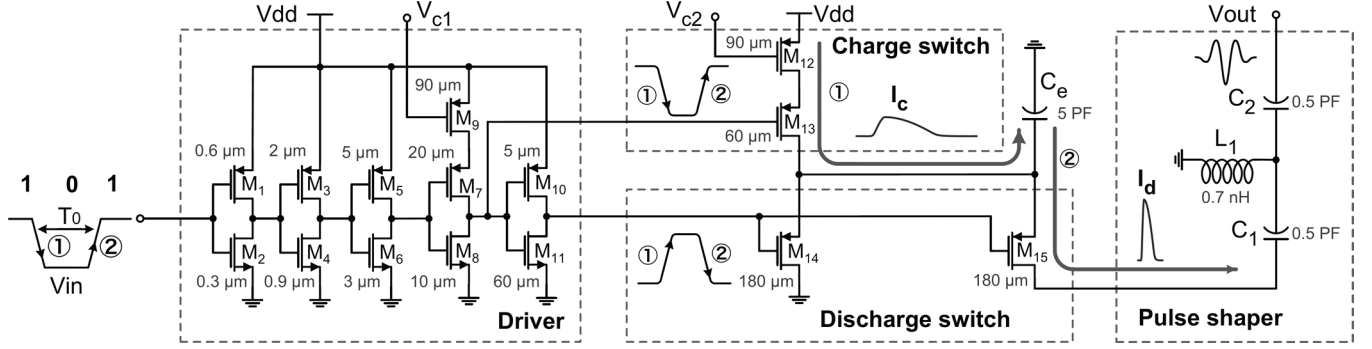 Vdd
Vc1
Vc2
Vdd
Vout
90 µm
Charge switch
M12
① ②
①
Ic
Ce
5 PF
C2
0.5 PF
90 µm
M9
60 µm
M13
②
L1
0.7 nH
Id
C1
0.5 PF
0.6 µm
2 µm
5 µm
20 µm
5 µm
M1
M3
M5
M7
M10
1 0 1
T0
① ②
Vin
M2
M4
M6
M8
M11
0.3 µm
0.9 µm
3 µm
10 µm
60 µm
Driver
① ②
M14
180 µm
M15
180 µm
Discharge switch
Pulse shaper